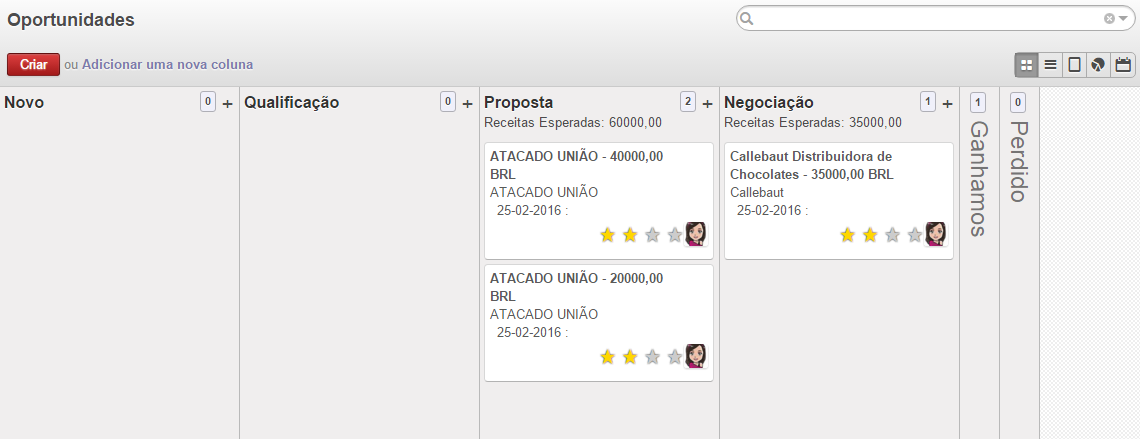 Oportunidades
Criar ou Adicionar uma nova coluna
Novo 0 +
Qualificação 0 +
Proposta 2 +
Receitas Esperadas: 60000,00
ATACADO UNIÃO - 40000,00
BRL
ATACADO UNIÃO
25-02-2016 :
ATACADO UNIÃO - 20000,00
BRL
ATACADO UNIÃO
25-02-2016 :
Negociação 1 +
Receitas Esperadas: 35000,00
Callebaut Distribuidora de
Chocolates - 35000,00 BRL
Callebaut
25-02-2016 :
1
Ganhamos
0
Perdido